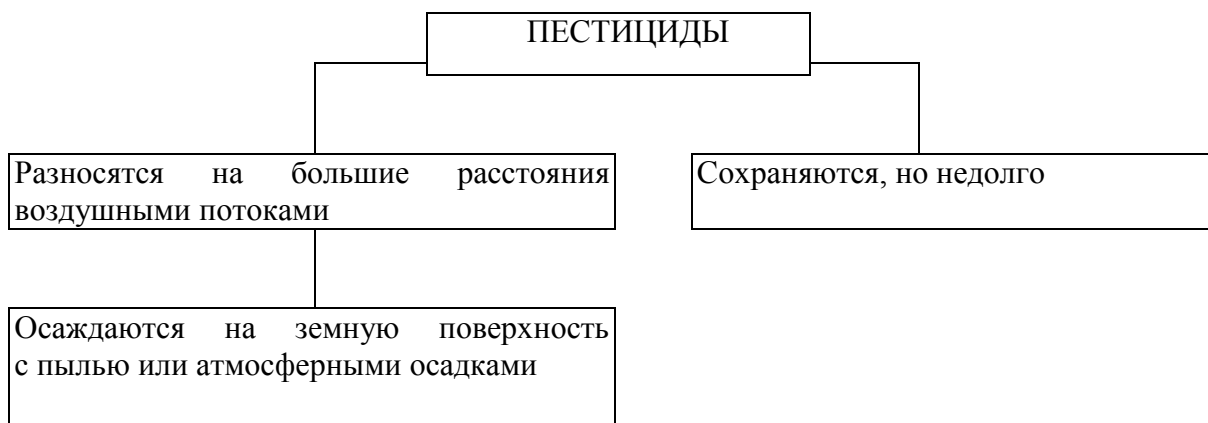 ПЕСТИЦИДЫ
Разносятся на большие расстояния
воздушными потоками
Сохраняются, но недолго
Осаждаются на земную поверхность
с пылью или атмосферными осадками